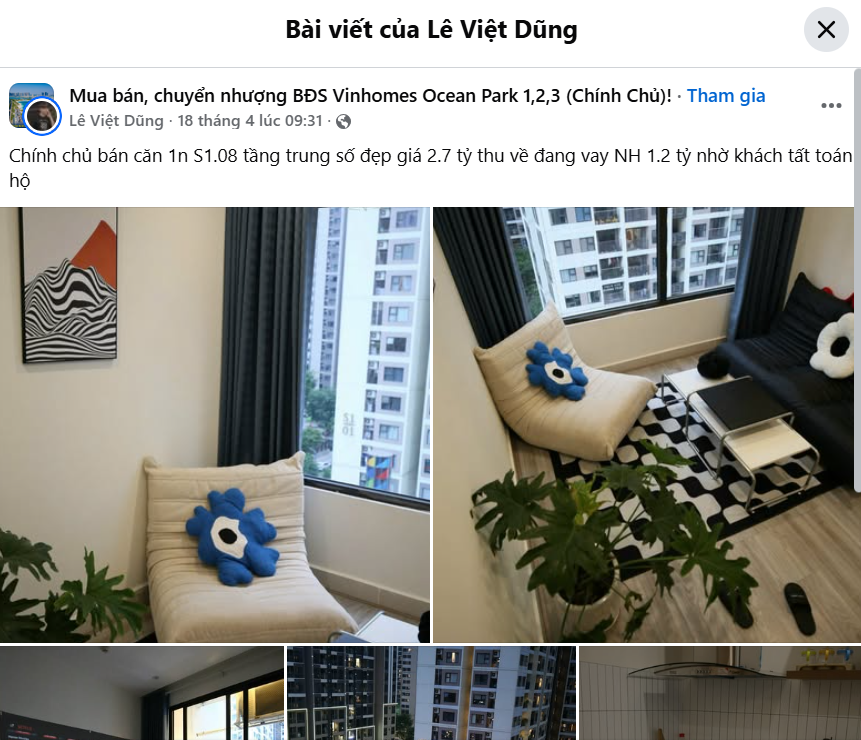 Bài viết của Lê Việt Dũng
Mua bán, chuyển nhượng BĐS Vinhomes Ocean Park 1,2,3 (Chính Chủ)! · Tham gia
Lê Việt Dũng · 18 tháng 4 lúc 09:31 ·
Chính chủ bán căn 1n S1.08 tầng trung số đẹp giá 2.7 tỷ thu về đang vay NH 1.2 tỷ nhờ khách tất toán
hộ
S1
01